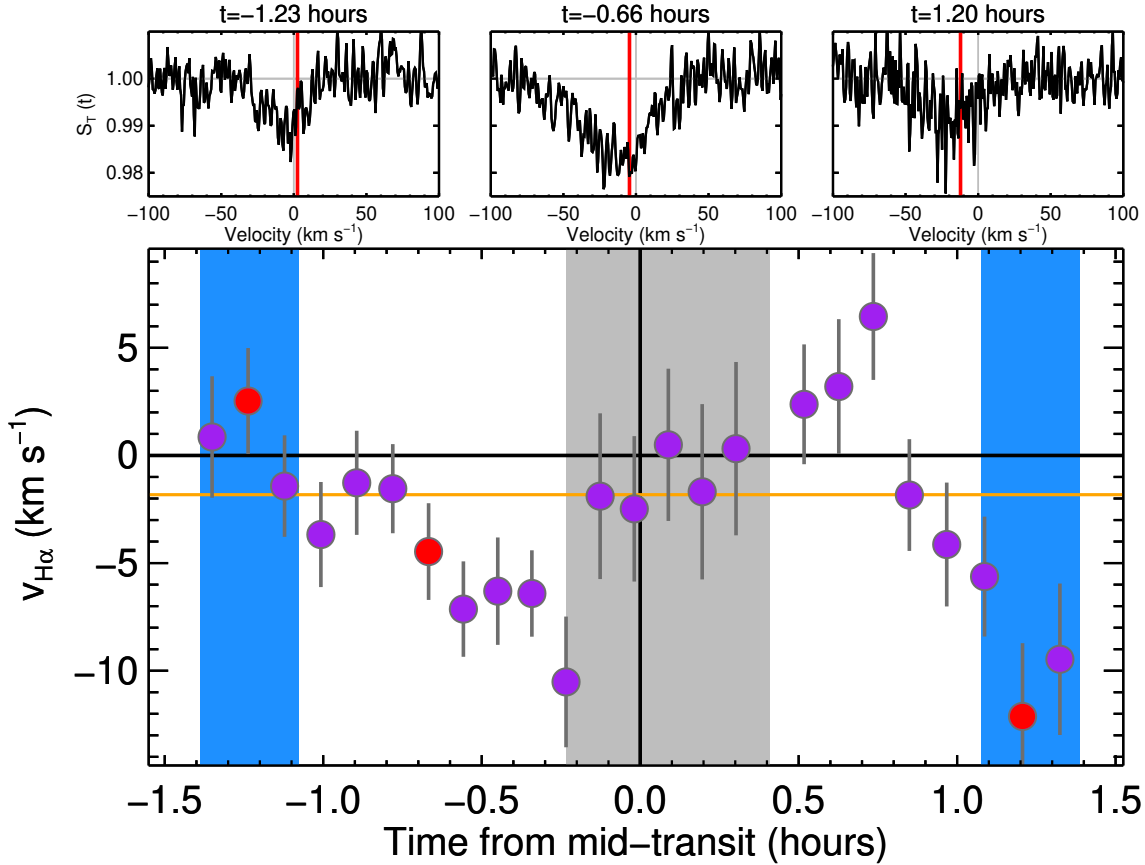 t=−1.23 hours
t=−0.66 hours
t=1.20 hours
S_T (t)
1.00
0.99
0.98
−100 −50 0 50 100
−100 −50 0 50 100
−100 −50 0 50 100
Velocity (km s⁻¹)
Velocity (km s⁻¹)
Velocity (km s⁻¹)
v_Hα (km s⁻¹)
5
0
−5
−10
−1.5 −1.0 −0.5 0.0 0.5 1.0 1.5
Time from mid−transit (hours)